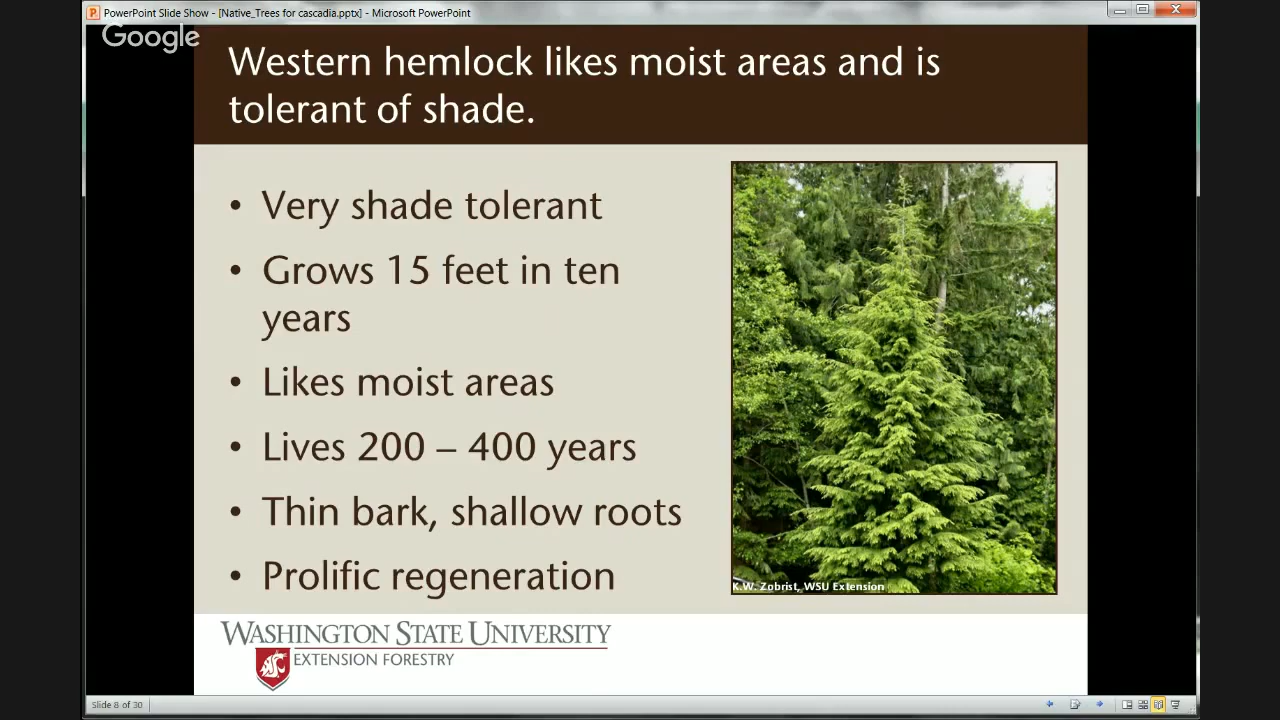 PowerPoint Slide Show - [Native_Trees for cascadia.pptx] - Microsoft PowerPoint
Google
Western hemlock likes moist areas and is
tolerant of shade.
• Very shade tolerant
• Grows 15 feet in ten
years
• Likes moist areas
• Lives 200 – 400 years
• Thin bark, shallow roots
• Prolific regeneration
K.W. Zobrist, WSU Extension
WASHINGTON STATE UNIVERSITY
EXTENSION FORESTRY
Slide 8 of 30